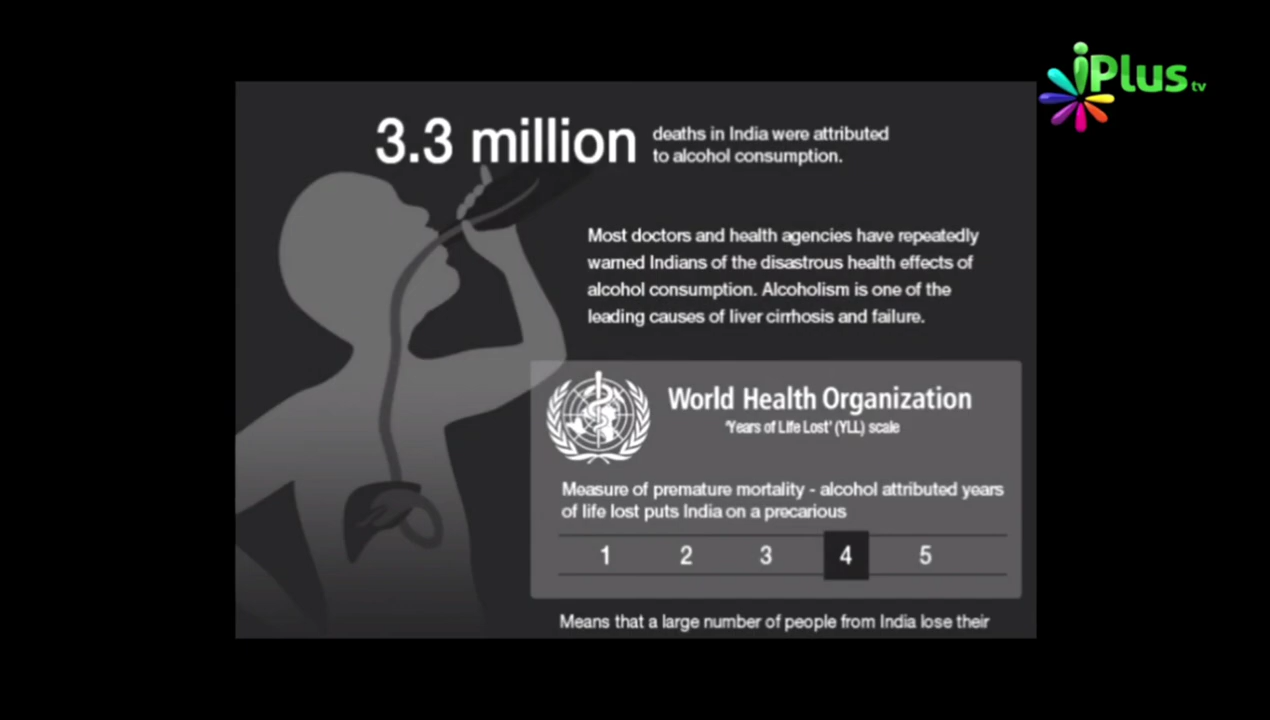 iPlus tv
3.3 million
deaths in India were attributed
to alcohol consumption.
Most doctors and health agencies have repeatedly
warned Indians of the disastrous health effects of
alcohol consumption. Alcoholism is one of the
leading causes of liver cirrhosis and failure.
World Health Organization
'Years of Life Lost' (YLL) scale
Measure of premature mortality - alcohol attributed years
of life lost puts India on a precarious
1 2 3 4 5
Means that a large number of people from India lose their